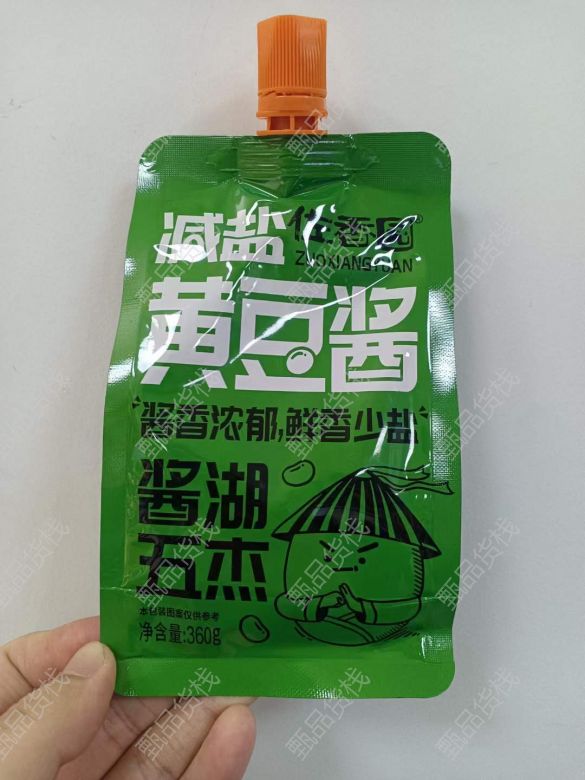 减盐
佐香园®
ZUOXIANGYUAN
黄豆酱
酱香浓郁,鲜香少盐
酱湖
五杰
本包装图案仅供参考
净含量:360g
甄品货栈